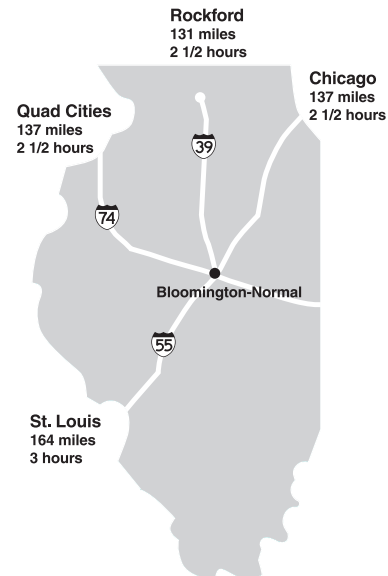 Rockford
131 miles
2 1/2 hours
Chicago
137 miles
2 1/2 hours
Quad Cities
137 miles
2 1/2 hours
39
74
Bloomington-Normal
55
St. Louis
164 miles
3 hours